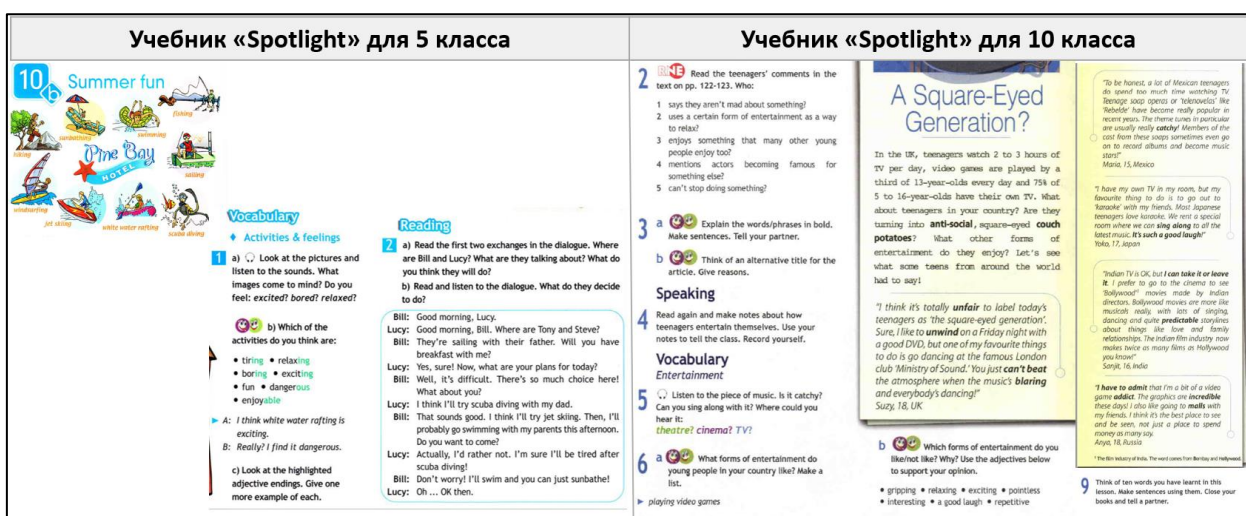 Учебник «Spotlight» для 5 класса
10b Summer fun
fishing
sunbathing
swimming
hiking
Pine Bay
HOTEL
sailing
windsurfing
jet skiing
white water rafting
scuba diving
Vocabulary
♦ Activities & feelings
1 a) Look at the pictures and
listen to the sounds. What
images come to mind? Do you
feel: excited? bored? relaxed?
b) Which of the
activities do you think are:
• tiring • relaxing
• boring • exciting
• fun • dangerous
• enjoyable
► A: I think white water rafting is
exciting.
B: Really? I find it dangerous.
c) Look at the highlighted
adjective endings. Give one
more example of each.
Reading
2 a) Read the first two exchanges in the dialogue. Where
are Bill and Lucy? What are they talking about? What do
you think they will do?
b) Read and listen to the dialogue. What do they decide
to do?
Bill: Good morning, Lucy.
Lucy: Good morning, Bill. Where are Tony and Steve?
Bill: They're sailing with their father. Will you have
breakfast with me?
Lucy: Yes, sure! Now, what are your plans for today?
Bill: Well, it's difficult. There's so much choice here!
What about you?
Lucy: I think I'll try scuba diving with my dad.
Bill: That sounds good. I think I'll try jet skiing. Then, I'll
probably go swimming with my parents this afternoon.
Do you want to come?
Lucy: Actually, I'd rather not. I'm sure I'll be tired after
scuba diving!
Bill: Don't worry! I'll swim and you can just sunbathe!
Lucy: Oh ... OK then.
Учебник «Spotlight» для 10 класса
2 RNE Read the teenagers' comments in the
text on pp. 122-123. Who:
1 says they aren't mad about something?
2 uses a certain form of entertainment as a way
to relax?
3 enjoys something that many other young
people enjoy too?
4 mentions actors becoming famous for
something else?
5 can't stop doing something?
3 a Explain the words/phrases in bold.
Make sentences. Tell your partner.
b Think of an alternative title for the
article. Give reasons.
Speaking
4 Read again and make notes about how
teenagers entertain themselves. Use your
notes to tell the class. Record yourself.
Vocabulary
Entertainment
5 Listen to the piece of music. Is it catchy?
Can you sing along with it? Where could you
hear it:
theatre? cinema? TV?
6 a What forms of entertainment do
young people in your country like? Make a
list.
► playing video games
A Square-Eyed
Generation?
In the UK, teenagers watch 2 to 3 hours of
TV per day, video games are played by a
third of 13-year-olds every day and 75% of
5 to 16-year-olds have their own TV. What
about teenagers in your country? Are they
turning into anti-social, square-eyed couch
potatoes? What other forms of
entertainment do they enjoy? Let's see
what some teens from around the world
had to say!
"I think it's totally unfair to label today's
teenagers as 'the square-eyed generation'.
Sure, I like to unwind on a Friday night with
a good DVD, but one of my favourite things
to do is go dancing at the famous London
club 'Ministry of Sound.' You just can't beat
the atmosphere when the music's blaring
and everybody's dancing!"
Suzy, 18, UK
b Which forms of entertainment do you
like/not like? Why? Use the adjectives below
to support your opinion.
• gripping • relaxing • exciting • pointless
• interesting • a good laugh • repetitive
"To be honest, a lot of Mexican teenagers
do spend too much time watching TV.
Teenage soap operas or 'telenovelas' like
'Rebelde' have become really popular in
recent years. The theme tunes in particular
are usually really catchy! Members of the
cast from these soaps sometimes even go
on to record albums and become music
stars!"
Maria, 15, Mexico
"I have my own TV in my room, but my
favourite thing to do is to go out to
'karaoke' with my friends. Most Japanese
teenagers love karaoke. We rent a special
room where we can sing along to all the
latest music. It's such a good laugh!"
Yoko, 17, Japan
"Indian TV is OK, but I can take it or leave
it. I prefer to go to the cinema to see
'Bollywood' movies made by Indian
directors. Bollywood movies are more like
musicals really, with lots of singing,
dancing and quite predictable storylines
about things like love and family
relationships. The Indian film industry now
makes twice as many films as Hollywood
you know!"
Sanjit, 16, India
"I have to admit that I'm a bit of a video
game addict. The graphics are incredible
these days! I also like going to malls with
my friends. I think it's the best place to see
and be seen, not just a place to spend
money as many say.
Anya, 18, Russia
¹ The film industry of India. The word comes from Bombay and Hollywood.
9 Think of ten words you have learnt in this
lesson. Make sentences using them. Close your
books and tell a partner.